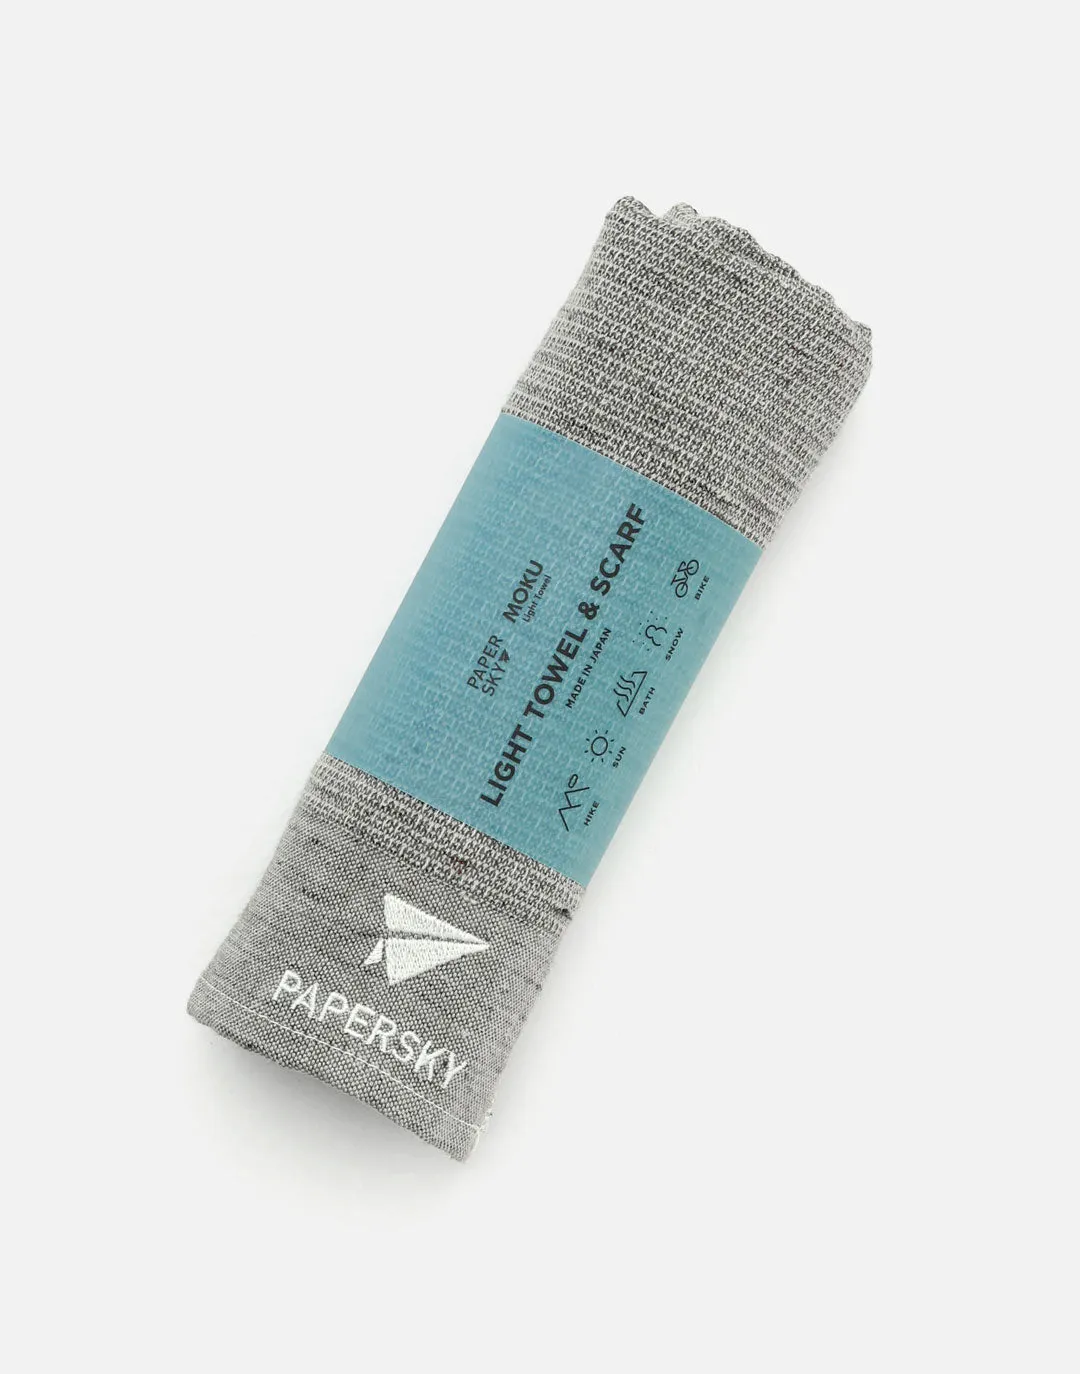 PAPER
SKY
MOKU
Light Towel
LIGHT TOWEL & SCARF
MADE IN JAPAN
HIKE
SUN
BATH
SNOW
BIKE
PAPERSKY